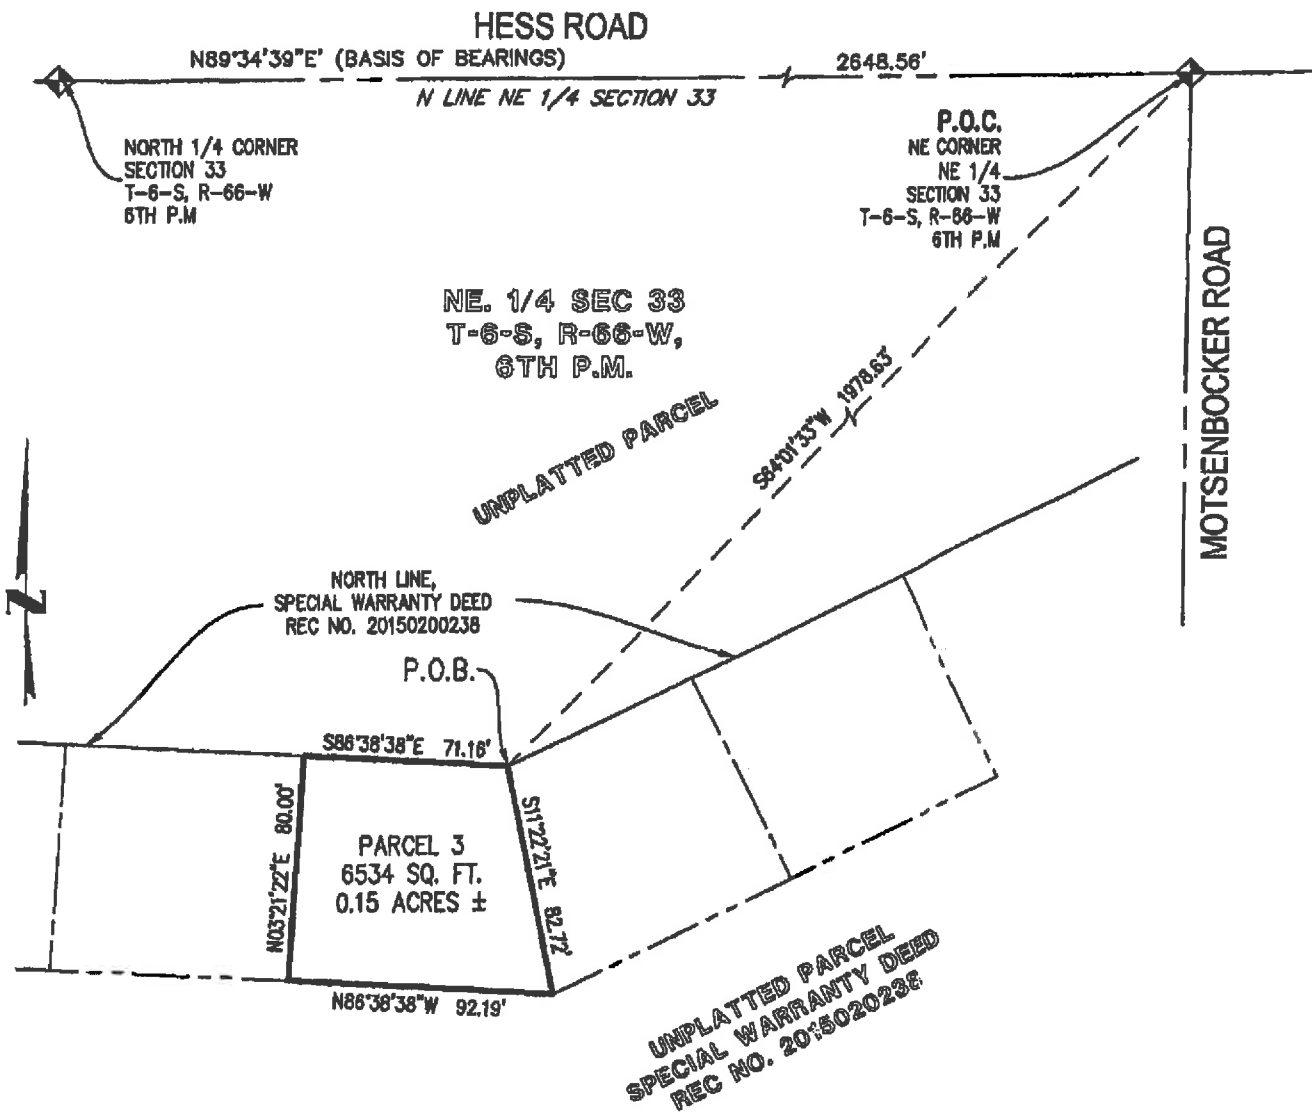 HESS ROAD
N89°34'39"E' (BASIS OF BEARINGS)
2648.56'
N LINE NE 1/4 SECTION 33
NORTH 1/4 CORNER
SECTION 33
T-6-S, R-66-W
6TH P.M
P.O.C.
NE CORNER
NE 1/4
SECTION 33
T-6-S, R-66-W
6TH P.M
NE. 1/4 SEC 33
T-6-S, R-66-W,
6TH P.M.
UNPLATTED PARCEL
S64°01'33"W 1978.63'
MOTSENBOCKER ROAD
N
NORTH LINE,
SPECIAL WARRANTY DEED
REC NO. 20150200238
P.O.B.
S86°38'38"E 71.16'
N03°21'22"E 80.00'
PARCEL 3
6534 SQ. FT.
0.15 ACRES ±
S11°22'21"E 82.72'
N86°38'38"W 92.19'
UNPLATTED PARCEL
SPECIAL WARRANTY DEED
REC NO. 2015020238